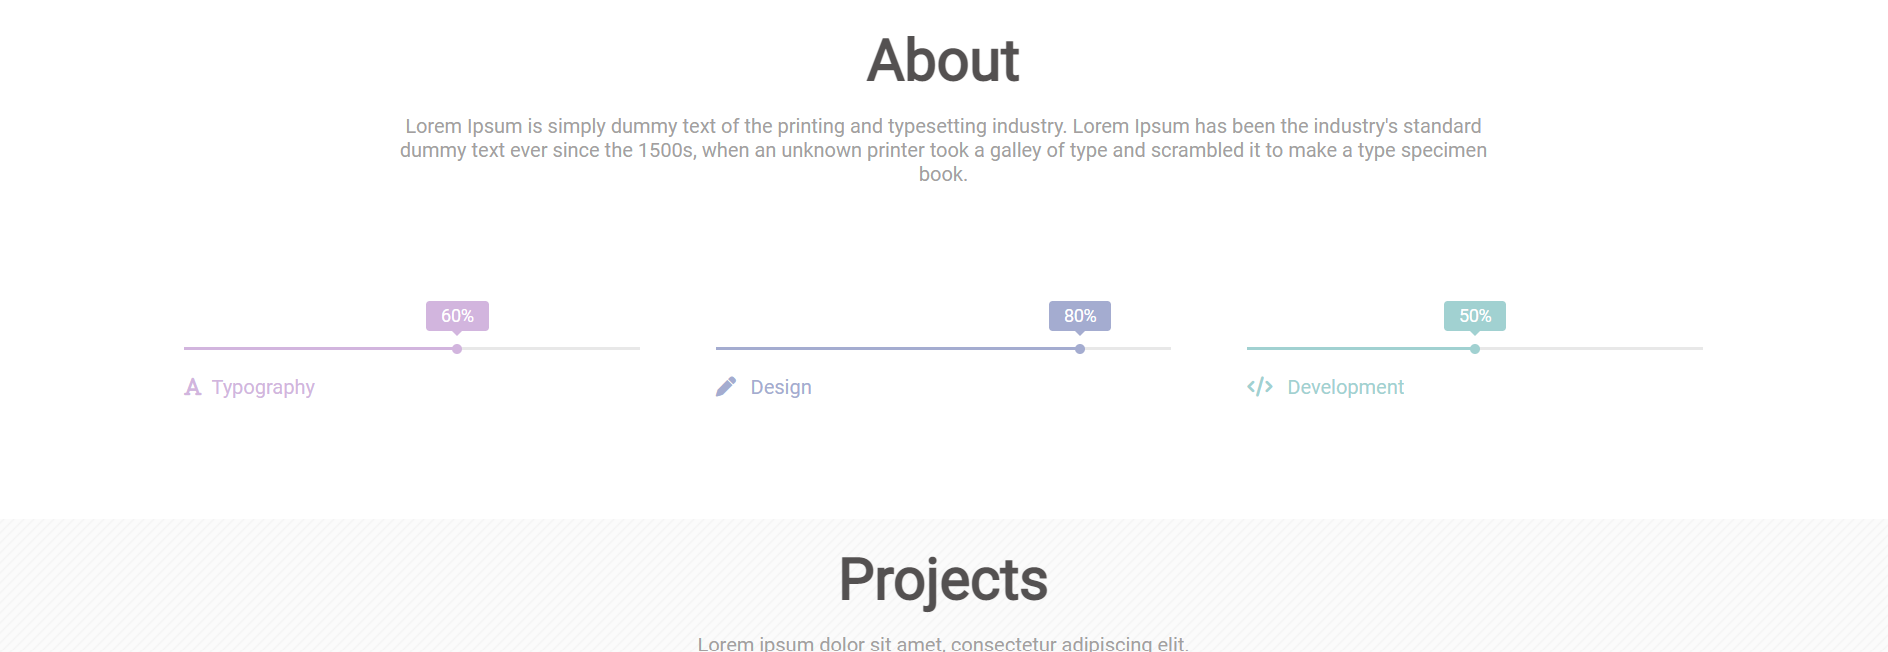 About
Lorem Ipsum is simply dummy text of the printing and typesetting industry. Lorem Ipsum has been the industry's standard
dummy text ever since the 1500s, when an unknown printer took a galley of type and scrambled it to make a type specimen
book.
60%
80%
50%
Typography
Design
Development
Projects
Lorem ipsum dolor sit amet, consectetur adipiscing elit.